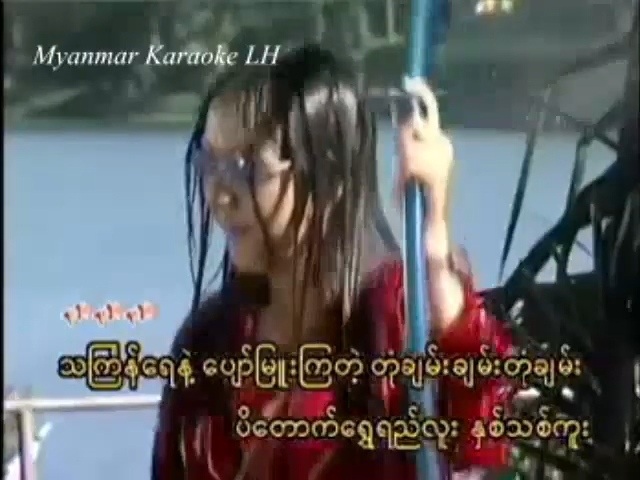 Myanmar Karaoke LH
သင်္ကြန်ရေနဲ့ ပျော်မြူးကြတဲ့ တုံချမ်းချမ်းတုံချမ်း
ပိတောက်ရွှေရည်လူး နှစ်သစ်ကူး